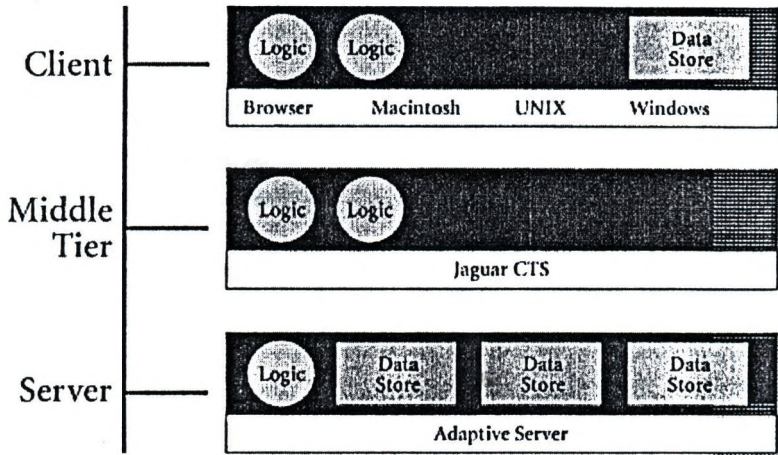 Client
Logic
Logic
Data
Store
Browser Macintosh UNIX Windows
Middle
Tier
Logic
Logic
Jaguar CTS
Server
Logic
Data
Store
Data
Store
Data
Store
Adaptive Server